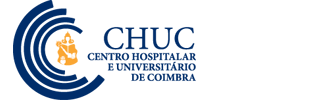 CHUC
CENTRO HOSPITALAR
E UNIVERSITÁRIO
DE COIMBRA